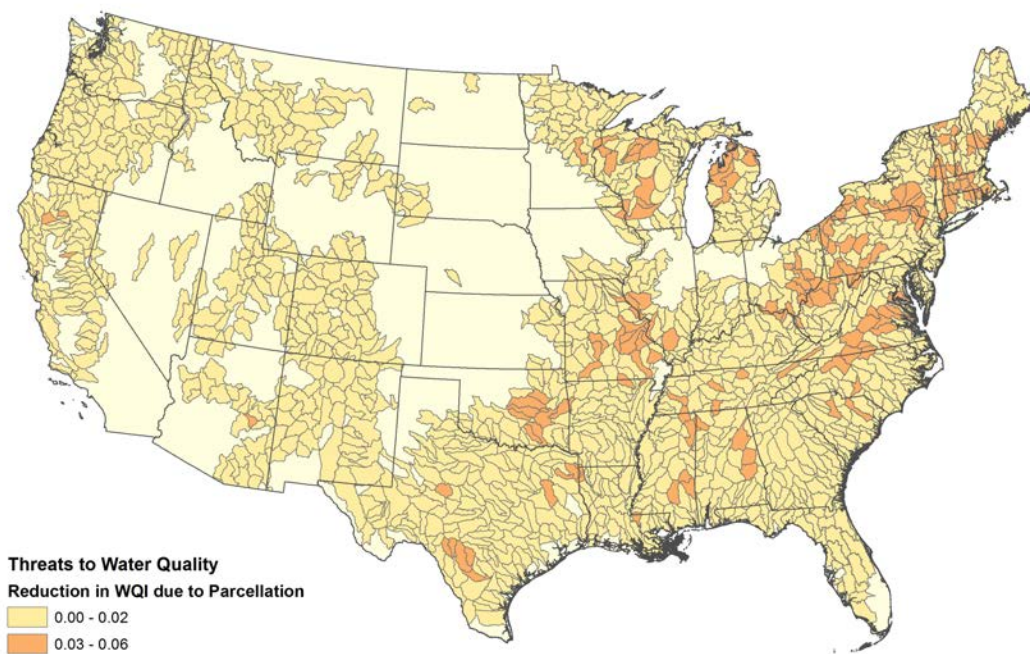 Threats to Water Quality
Reduction in WQI due to Parcellation
0.00 - 0.02
0.03 - 0.06